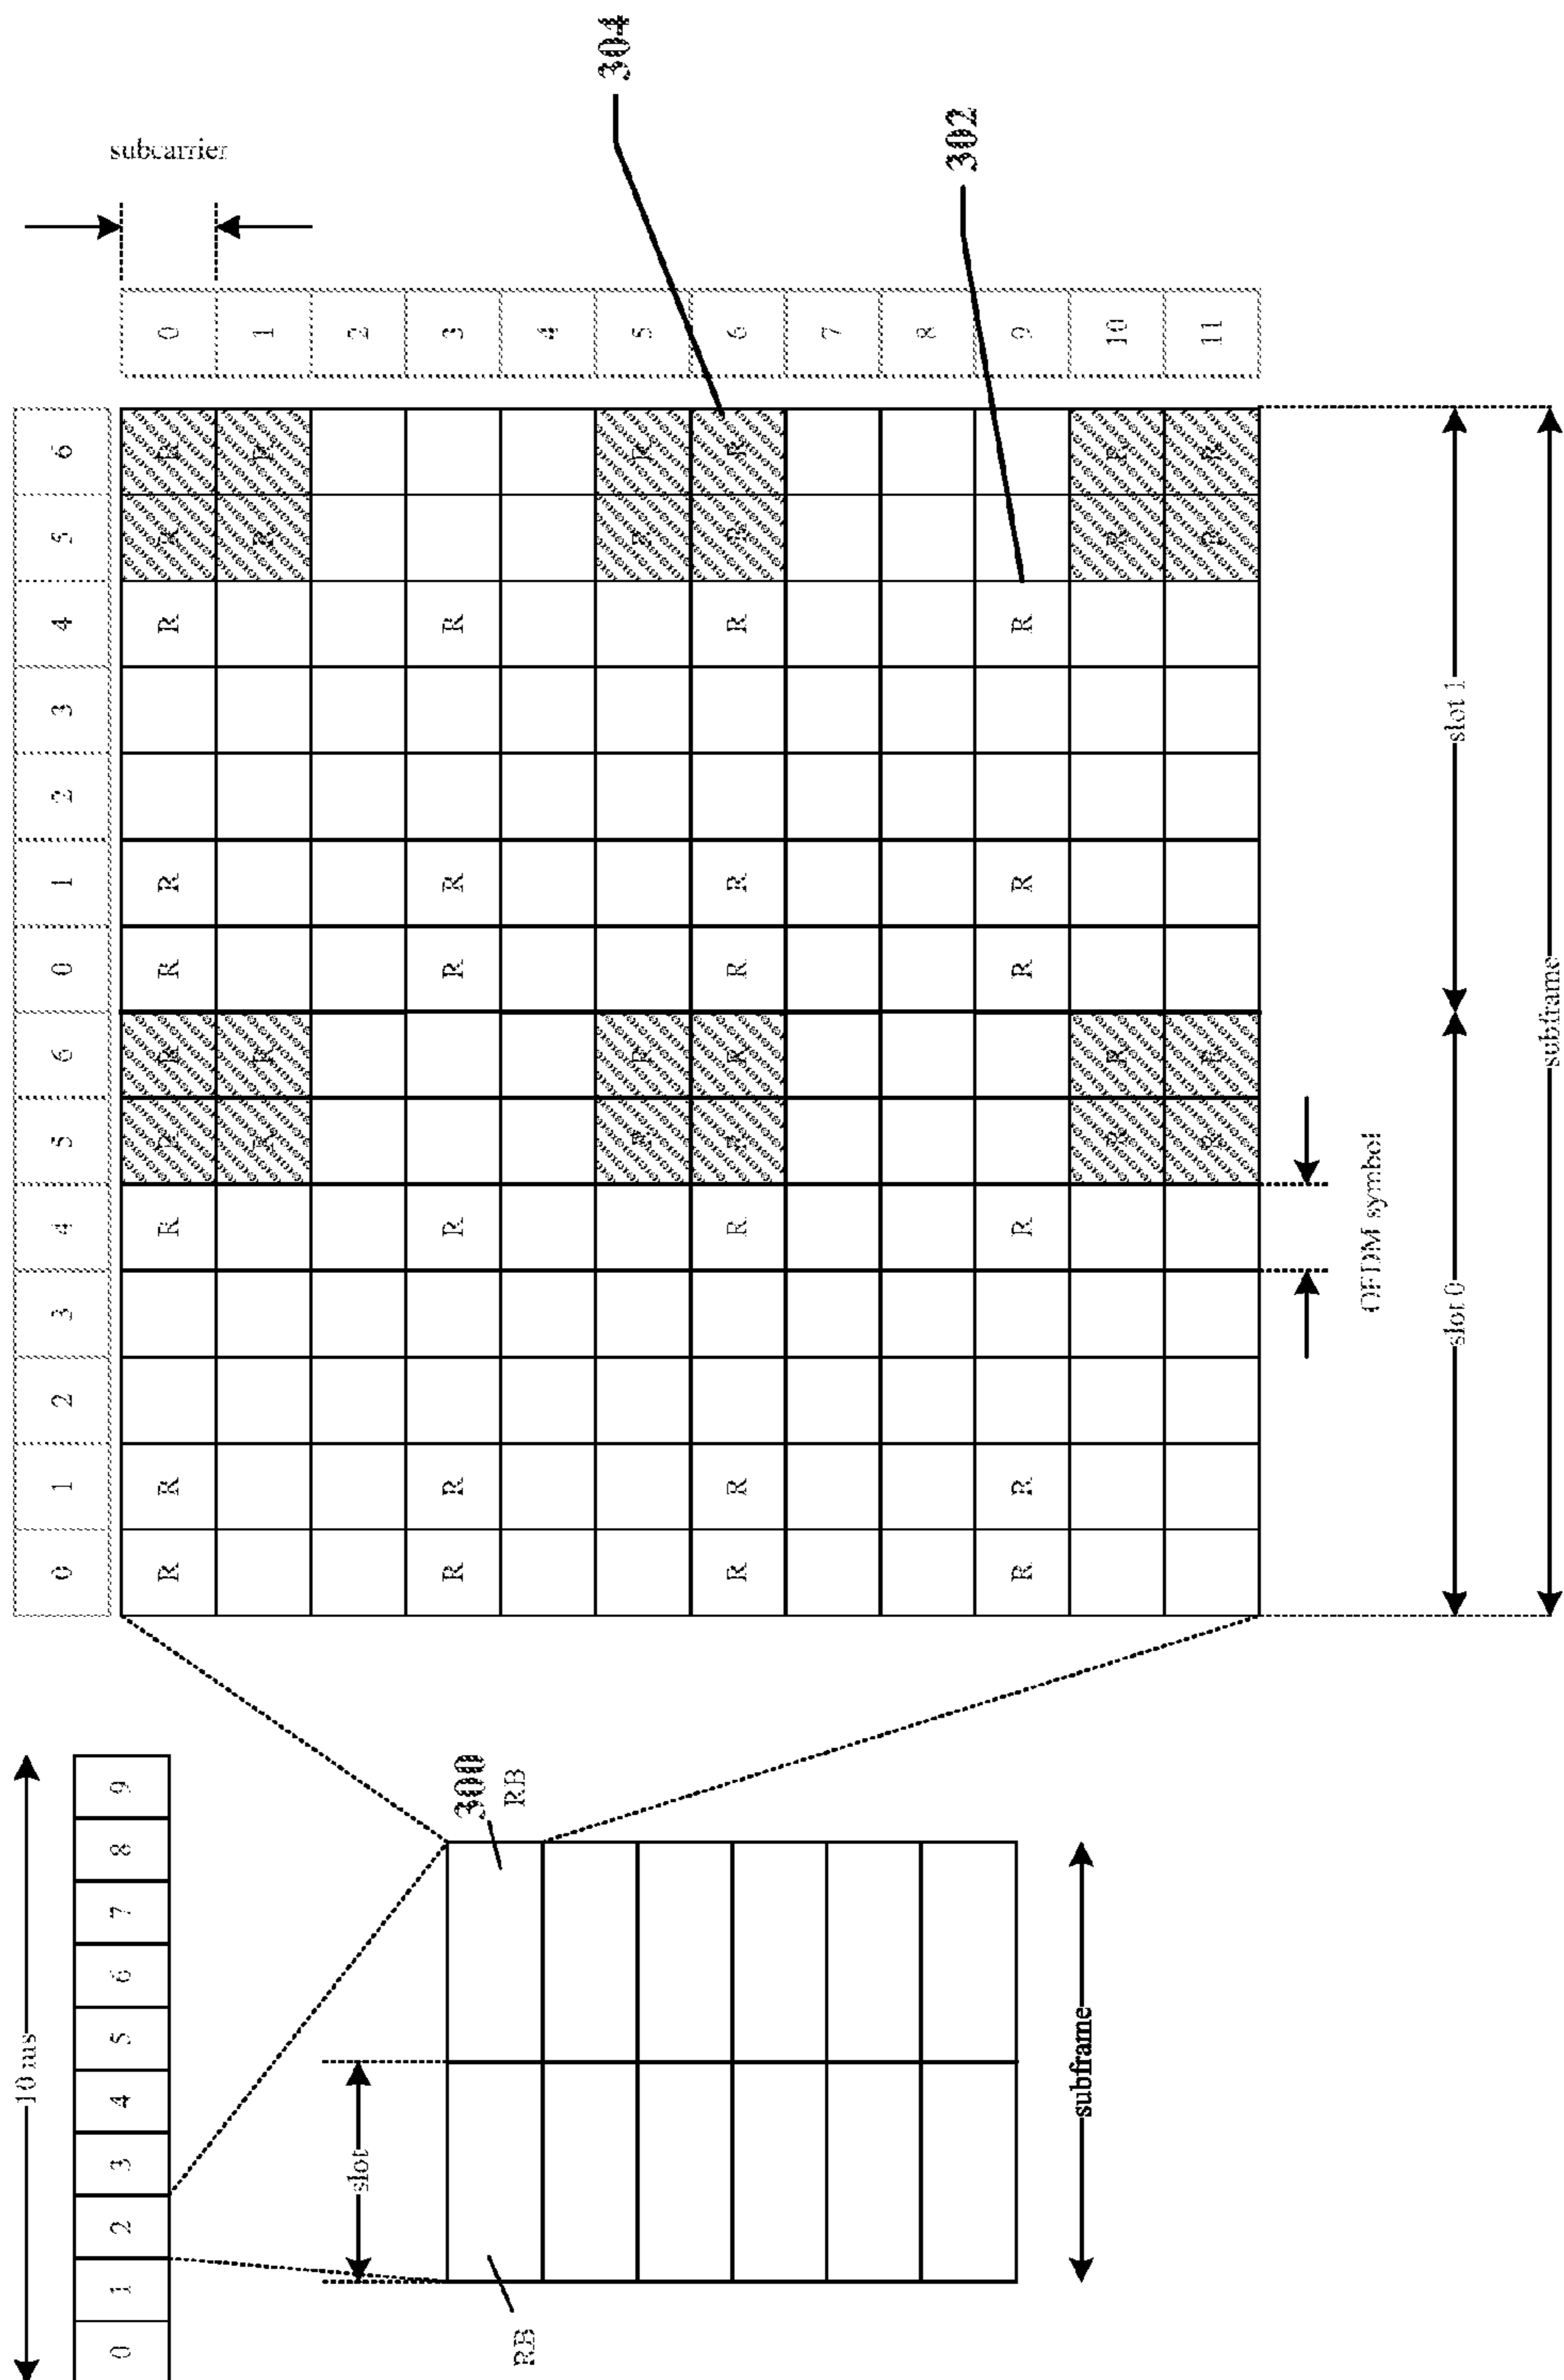 10 ms
0 1 2 3 4 5 6 7 8 9
slot
RB
300
RB
subframe
0 1 2 3 4 5 6 0 1 2 3 4 5 6
subcarrier
R R R R R R R R R R 0
R R R R 1
2
R R R R R R 3
4
R R R R 5
R R R R R R R R R R 6
7
8
R R R R R R 9
R R R R 10
R R R R 11
304
302
OFDM symbol
slot 0
slot 1
subframe